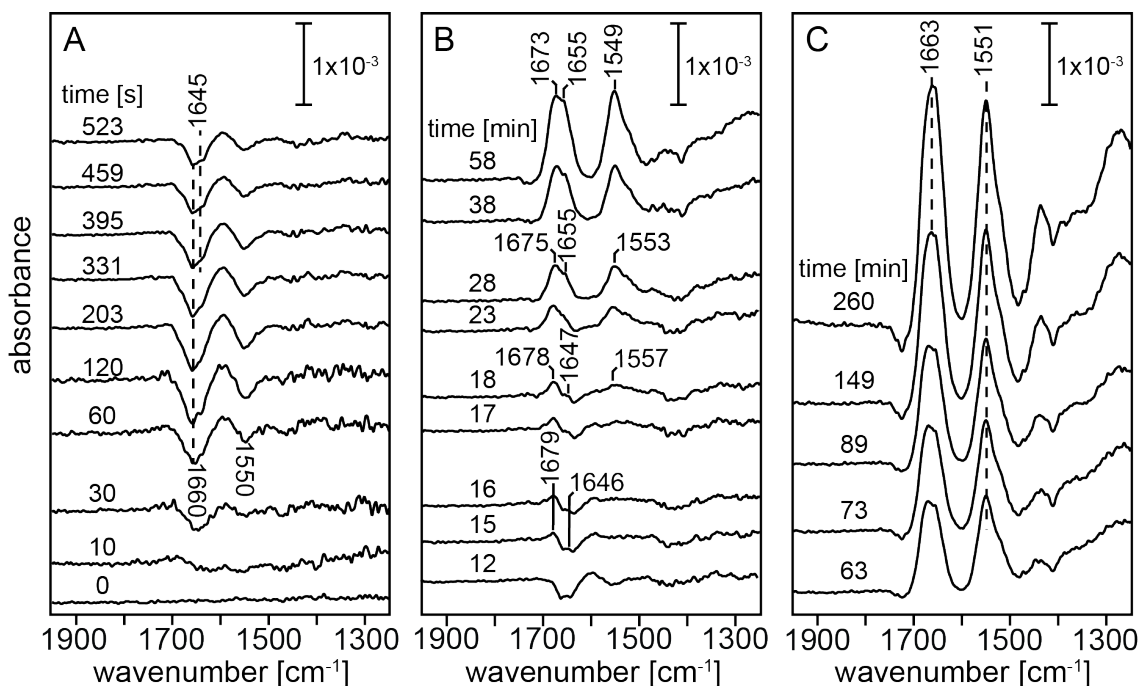 A
1x10-3
time [s]
1645
523
459
395
331
203
120
60
1660
1550
30
10
0
absorbance
1900 1700 1500 1300
wavenumber [cm-1]
B
1673
1655
1549
1x10-3
time [min]
58
38
1675
1655
1553
28
23
1678
1647
1557
18
17
1679
1646
16
15
12
1900 1700 1500 1300
wavenumber [cm-1]
C
1663
1551
1x10-3
time [min]
260
149
89
73
63
1900 1700 1500 1300
wavenumber [cm-1]